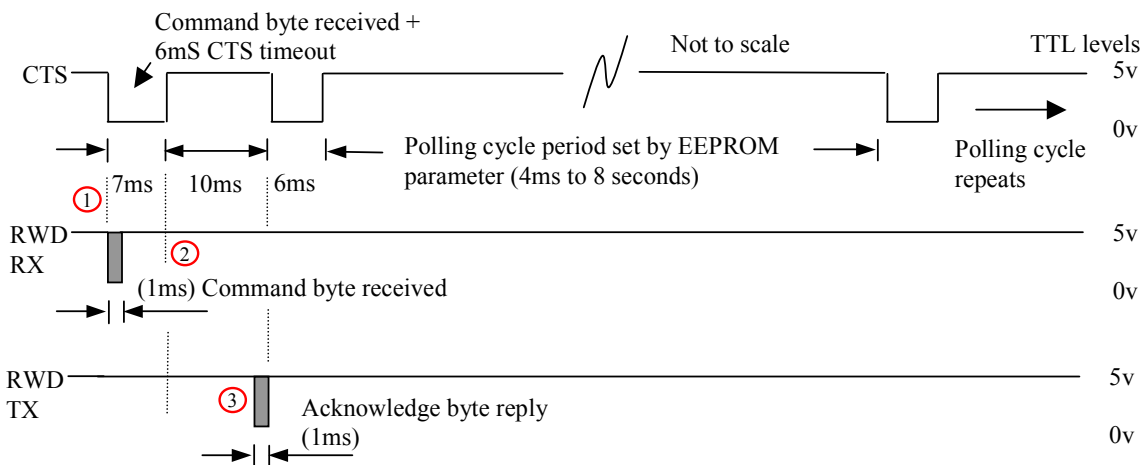 Command byte received +
6mS CTS timeout
Not to scale
TTL levels
CTS
5v
0v
Polling cycle period set by EEPROM
parameter (4ms to 8 seconds)
Polling cycle
repeats
7ms
10ms
6ms
1
RWD
RX
2
5v
(1ms) Command byte received
0v
RWD
TX
5v
3
Acknowledge byte reply
(1ms)
0v